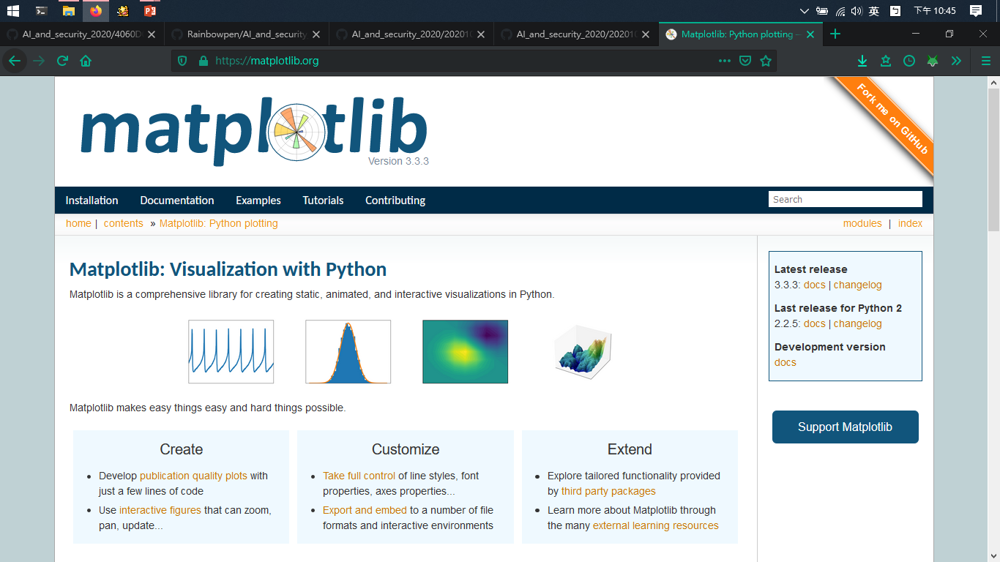 英
下午 10:45
AI_and_security_2020/4060D
Rainbowpen/AI_and_security
AI_and_security_2020/20201
AI_and_security_2020/20201
Matplotlib: Python plotting —
https://matplotlib.org
matplotlib
Version 3.3.3
Fork me on GitHub
Installation Documentation Examples Tutorials Contributing Search
home | contents » Matplotlib: Python plotting modules | index
Matplotlib: Visualization with Python
Matplotlib is a comprehensive library for creating static, animated, and interactive visualizations in Python.
Matplotlib makes easy things easy and hard things possible.
Create
Develop publication quality plots with
just a few lines of code
Use interactive figures that can zoom,
pan, update...
Customize
Take full control of line styles, font
properties, axes properties...
Export and embed to a number of file
formats and interactive environments
Extend
Explore tailored functionality provided
by third party packages
Learn more about Matplotlib through
the many external learning resources
Latest release
3.3.3: docs | changelog
Last release for Python 2
2.2.5: docs | changelog
Development version
docs
Support Matplotlib